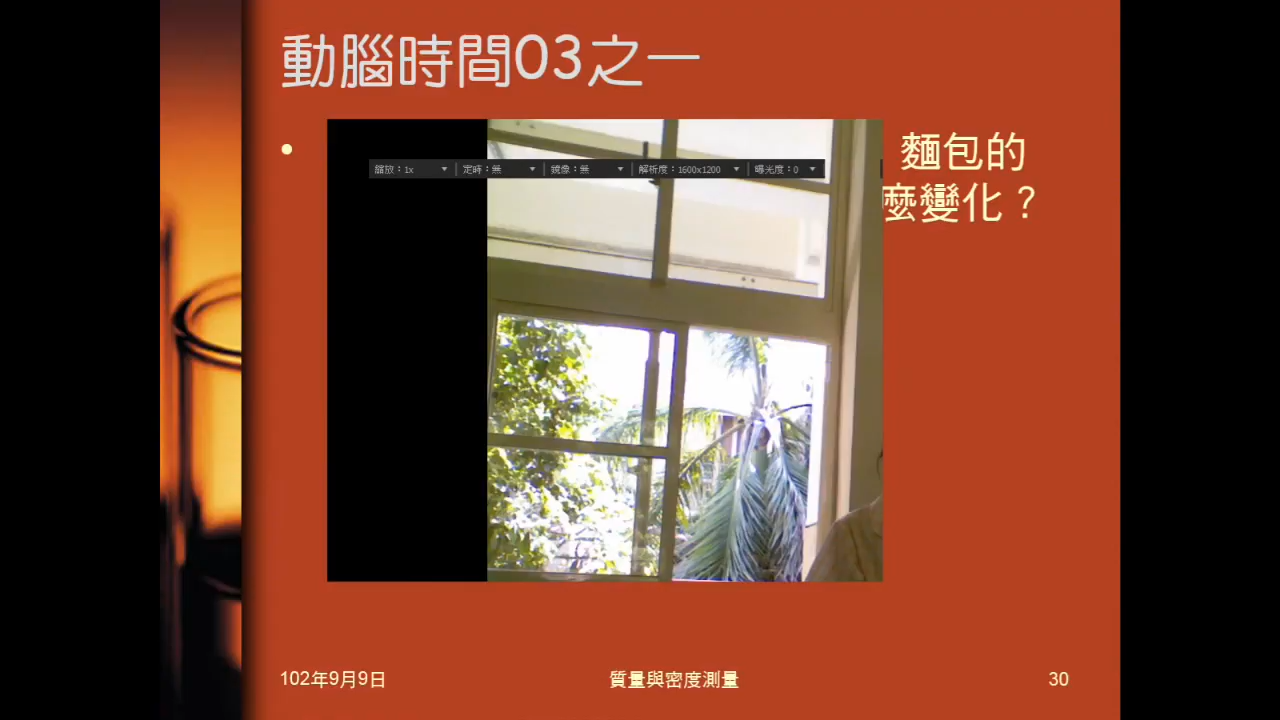 動腦時間03之一
縮放：1x 定時：無 鏡像：無 解析度：1600x1200 曝光度：0
麵包的
麼變化？
102年9月9日 質量與密度測量 30